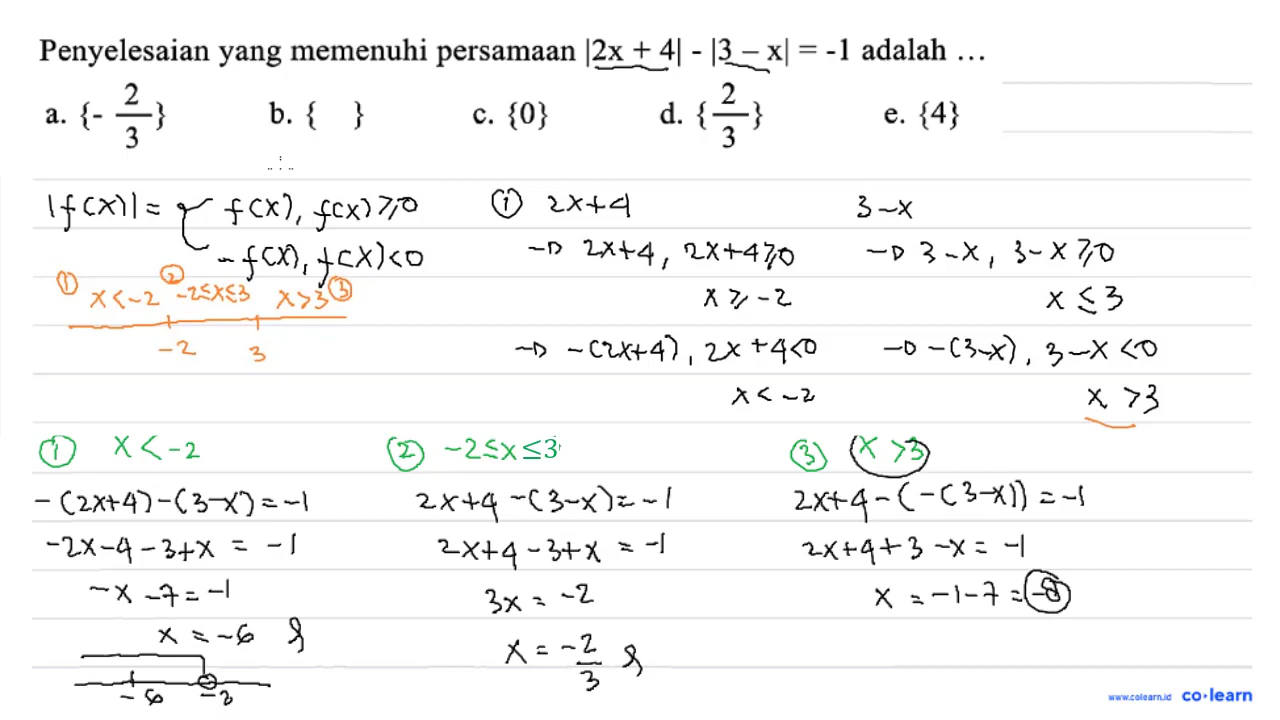 Penyelesaian yang memenuhi persamaan |2x + 4| - |3 – x| = -1 adalah …
a. {- 2/3} b. { } c. {0} d. {2/3} e. {4}
|f(x)| = { f(x), f(x) ≥ 0
- f(x), f(x) < 0
① x < -2 ② -2 ≤ x ≤ 3 x > 3 ③
-2 3
① 2x+4
→ 2x+4, 2x+4 ≥ 0
x ≥ -2
→ -(2x+4), 2x+4 < 0
x < -2
3-x
→ 3-x, 3-x ≥ 0
x ≤ 3
→ -(3-x), 3-x < 0
x > 3
① x < -2
-(2x+4) - (3-x) = -1
-2x-4-3+x = -1
-x-7 = -1
x = -6
-6 -2
② -2 ≤ x ≤ 3
2x+4 -(3-x) = -1
2x+4-3+x = -1
3x = -2
x = -2/3
③ x > 3
2x+4-(-(3-x)) = -1
2x+4+3-x = -1
x = -1-7 = -8
www.colearn.id co·learn